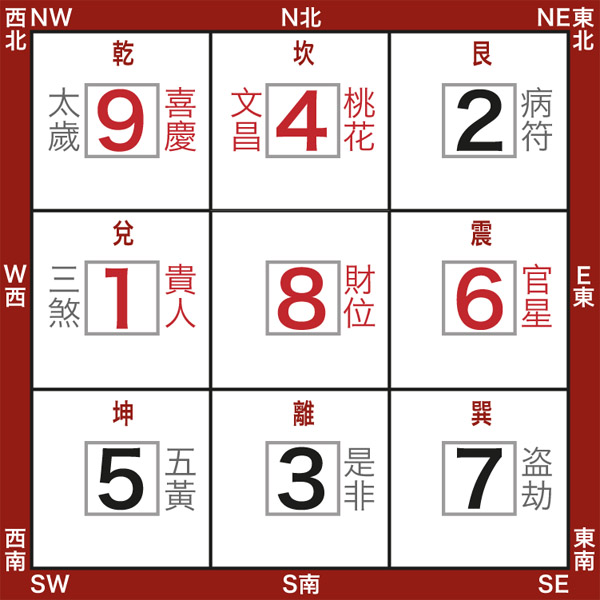 西北 NW
N北
NE 東北
乾
太歲 9 喜慶
坎
文昌 4 桃花
艮
2 病符
W西
兌
三煞 1 貴人
8 財位
震
6 官星
E東
坤
5 五黃
離
3 是非
巽
7 盗劫
西南 SW
S南
東南 SE